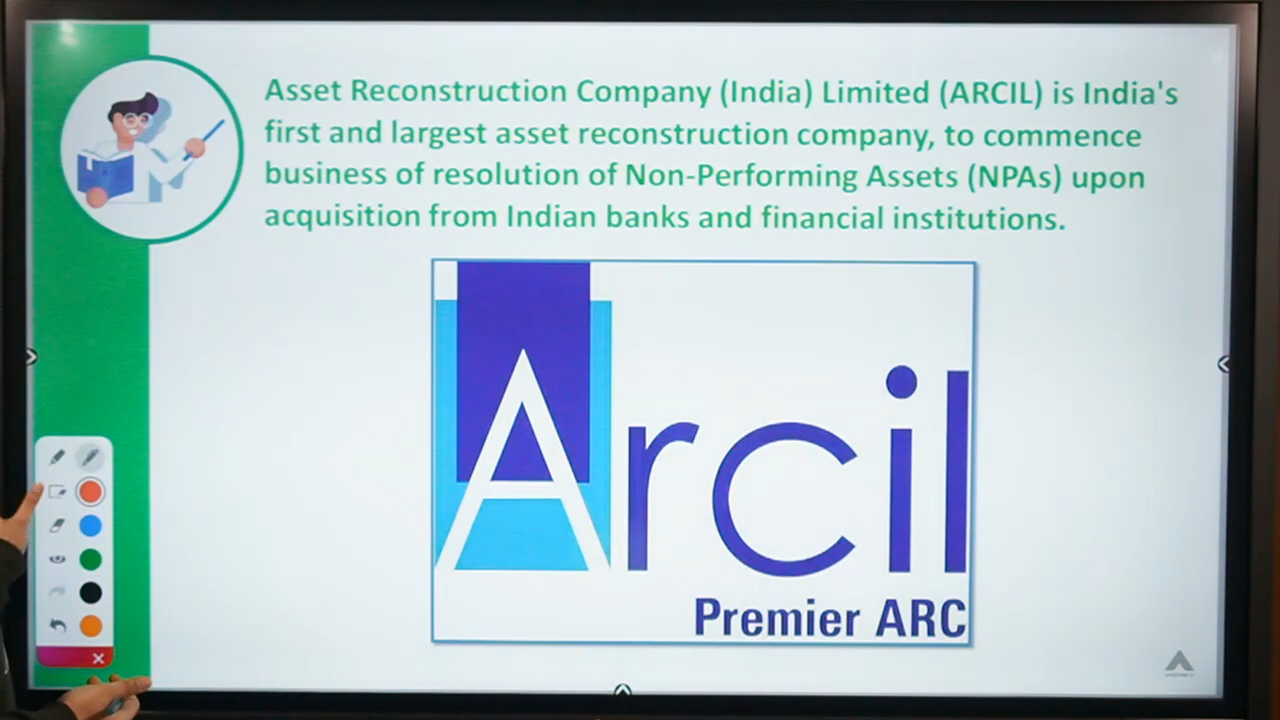 Asset Reconstruction Company (India) Limited (ARCIL) is India's
first and largest asset reconstruction company, to commence
business of resolution of Non-Performing Assets (NPAs) upon
acquisition from Indian banks and financial institutions.
Arcil
Premier ARC